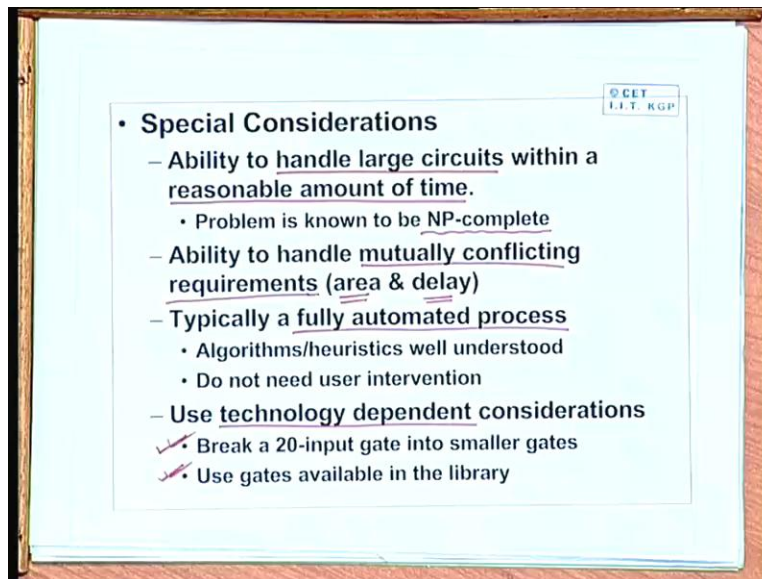 © CET
I.I.T. KGP
• Special Considerations
– Ability to handle large circuits within a
reasonable amount of time.
• Problem is known to be NP-complete
– Ability to handle mutually conflicting
requirements (area & delay)
– Typically a fully automated process
• Algorithms/heuristics well understood
• Do not need user intervention
– Use technology dependent considerations
• Break a 20-input gate into smaller gates
• Use gates available in the library